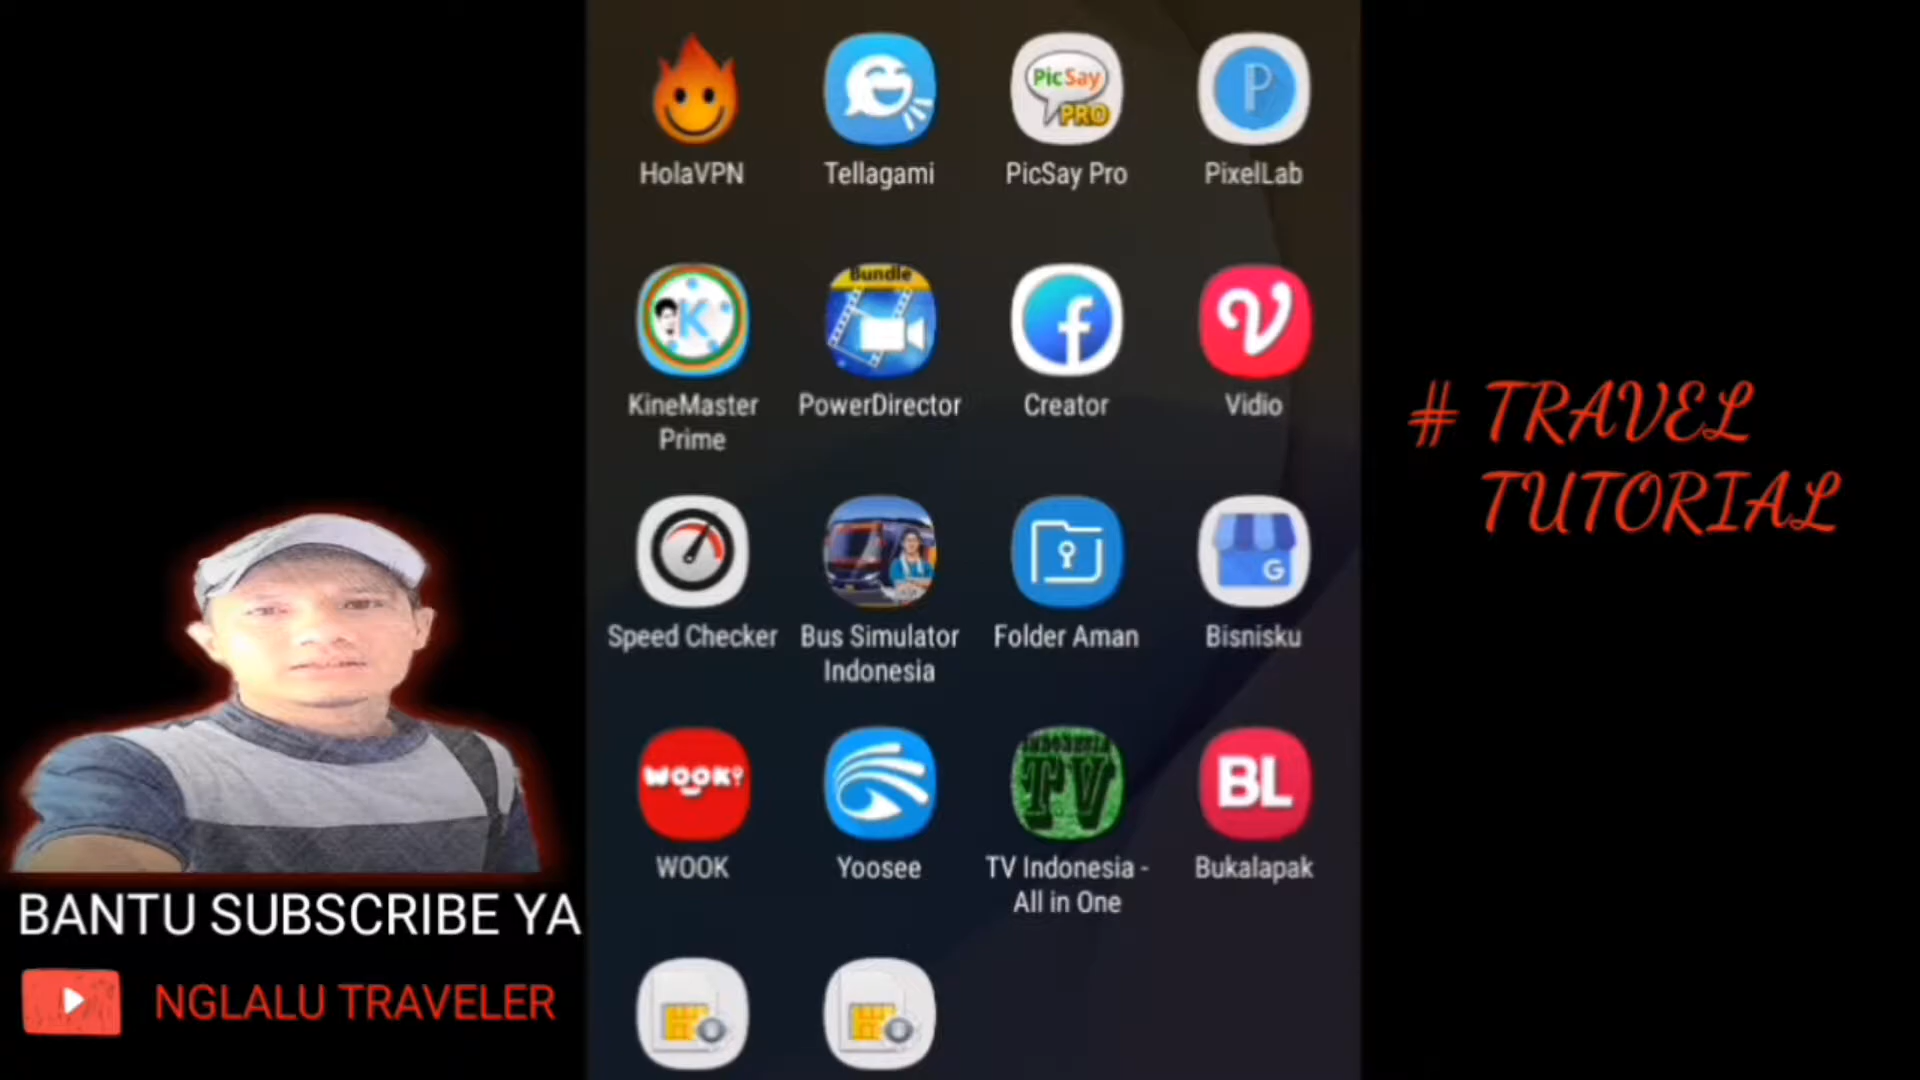 PicSay
PRO
P
HolaVPN
Tellagami
PicSay Pro
PixelLab
Bundle
K
f
V
KineMaster
Prime
PowerDirector
Creator
Vidio
# TRAVEL
TUTORIAL
G
Speed Checker
Bus Simulator
Indonesia
Folder Aman
Bisnisku
WOOK?
INDONESIA
TV
BL
WOOK
Yoosee
TV Indonesia -
All in One
Bukalapak
BANTU SUBSCRIBE YA
NGLALU TRAVELER